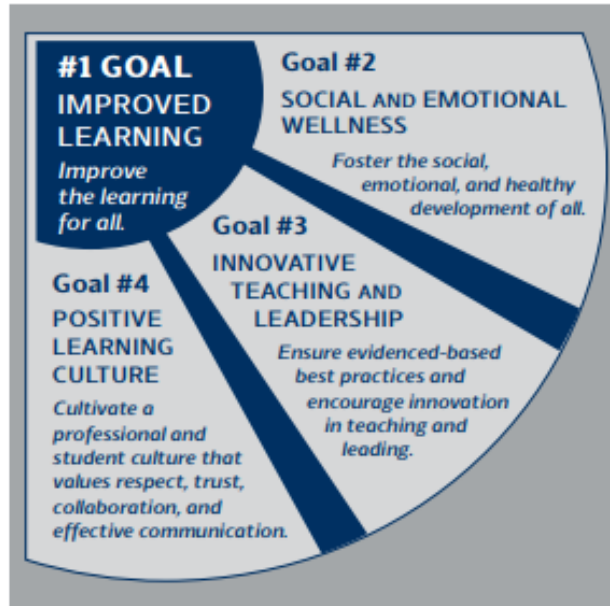 #1 GOAL
IMPROVED
LEARNING
Improve
the learning
for all.
Goal #2
SOCIAL AND EMOTIONAL
WELLNESS
Foster the social,
emotional, and healthy
development of all.
Goal #3
INNOVATIVE
TEACHING AND
LEADERSHIP
Ensure evidenced-based
best practices and
encourage innovation
in teaching and
leading.
Goal #4
POSITIVE
LEARNING
CULTURE
Cultivate a
professional and
student culture that
values respect, trust,
collaboration, and
effective communication.